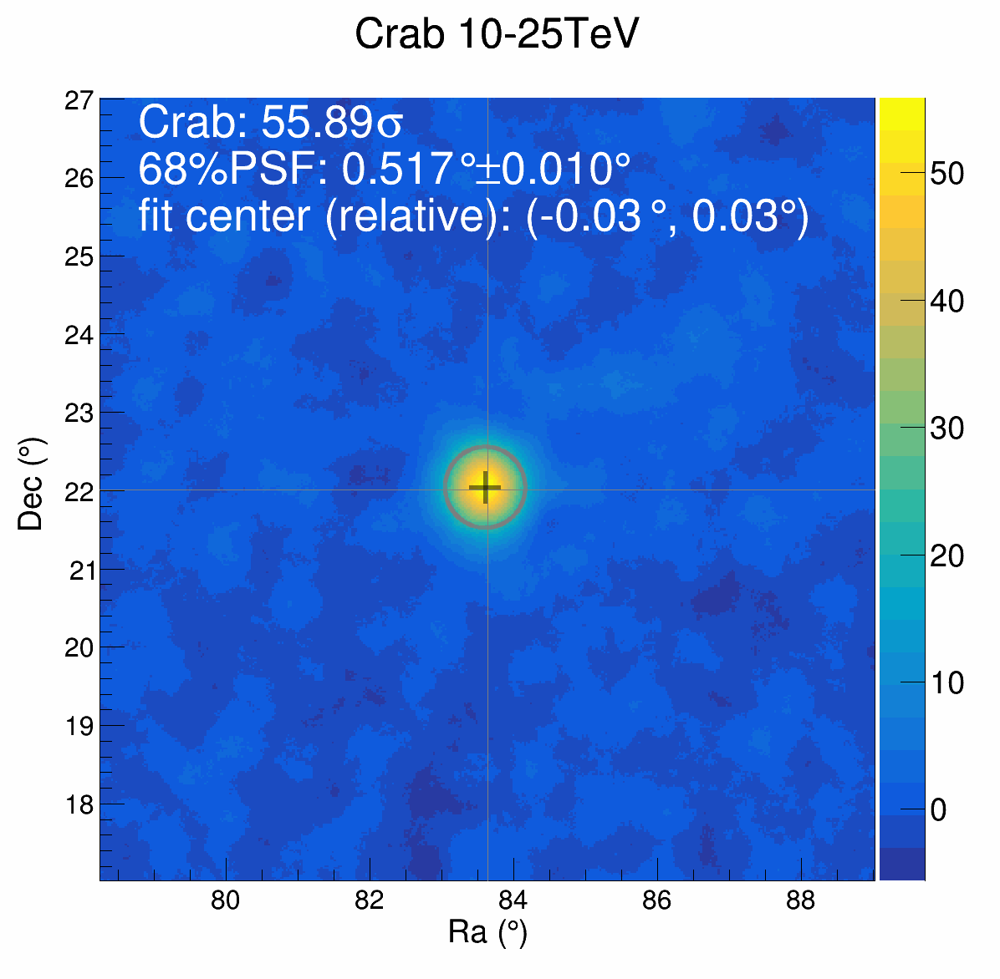 Crab 10-25TeV
Crab: 55.89σ
68%PSF: 0.517°±0.010°
fit center (relative): (-0.03°, 0.03°)
27
26
25
24
23
22
21
20
19
18
Dec (°)
80 82 84 86 88
Ra (°)
50
40
30
20
10
0